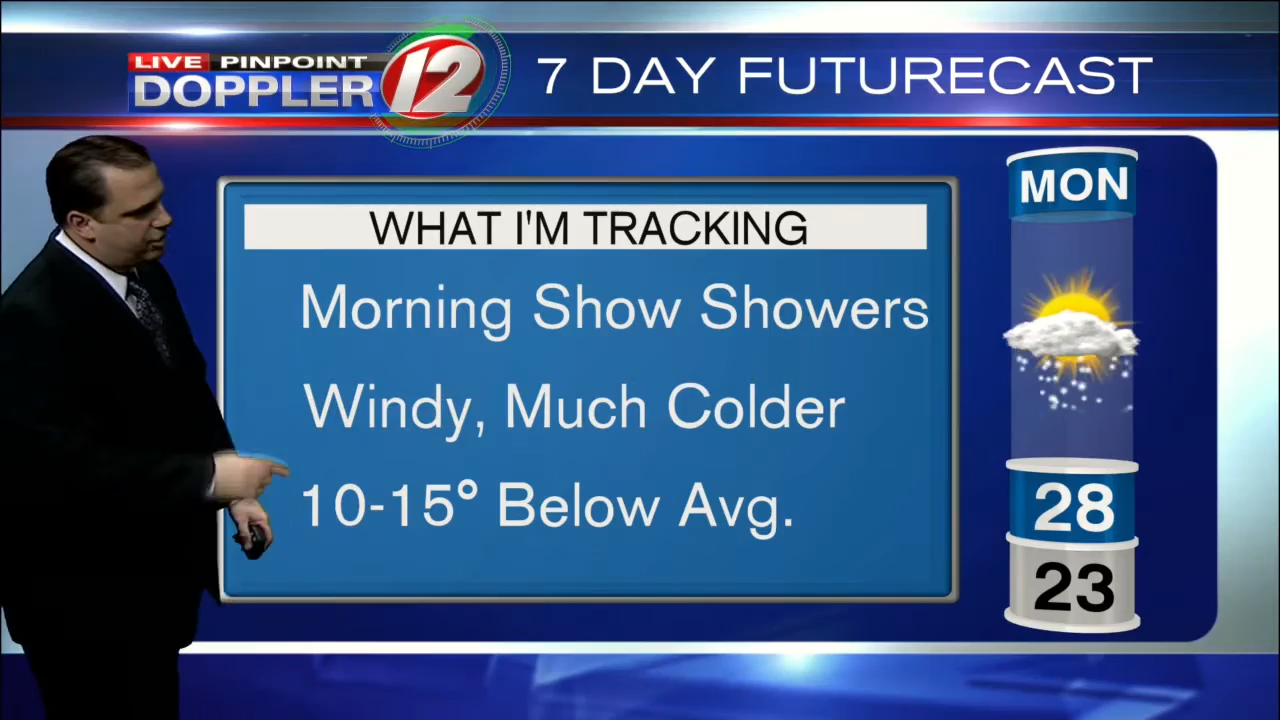 LIVE PINPOINT
DOPPLER 12
7 DAY FUTURECAST
WHAT I'M TRACKING
Morning Show Showers
Windy, Much Colder
10-15° Below Avg.
MON
28
23